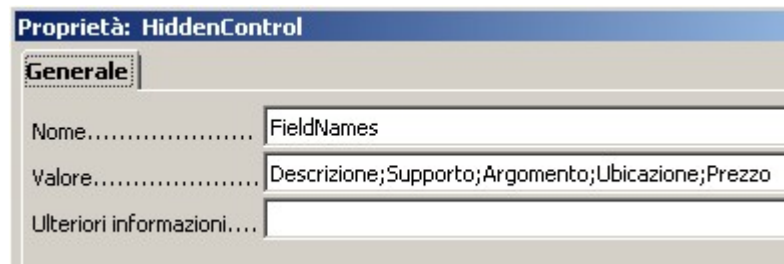 Proprietà: HiddenControl
Generale
Nome..................... FieldNames
Valore..................... Descrizione;Supporto;Argomento;Ubicazione;Prezzo
Ulteriori informazioni....